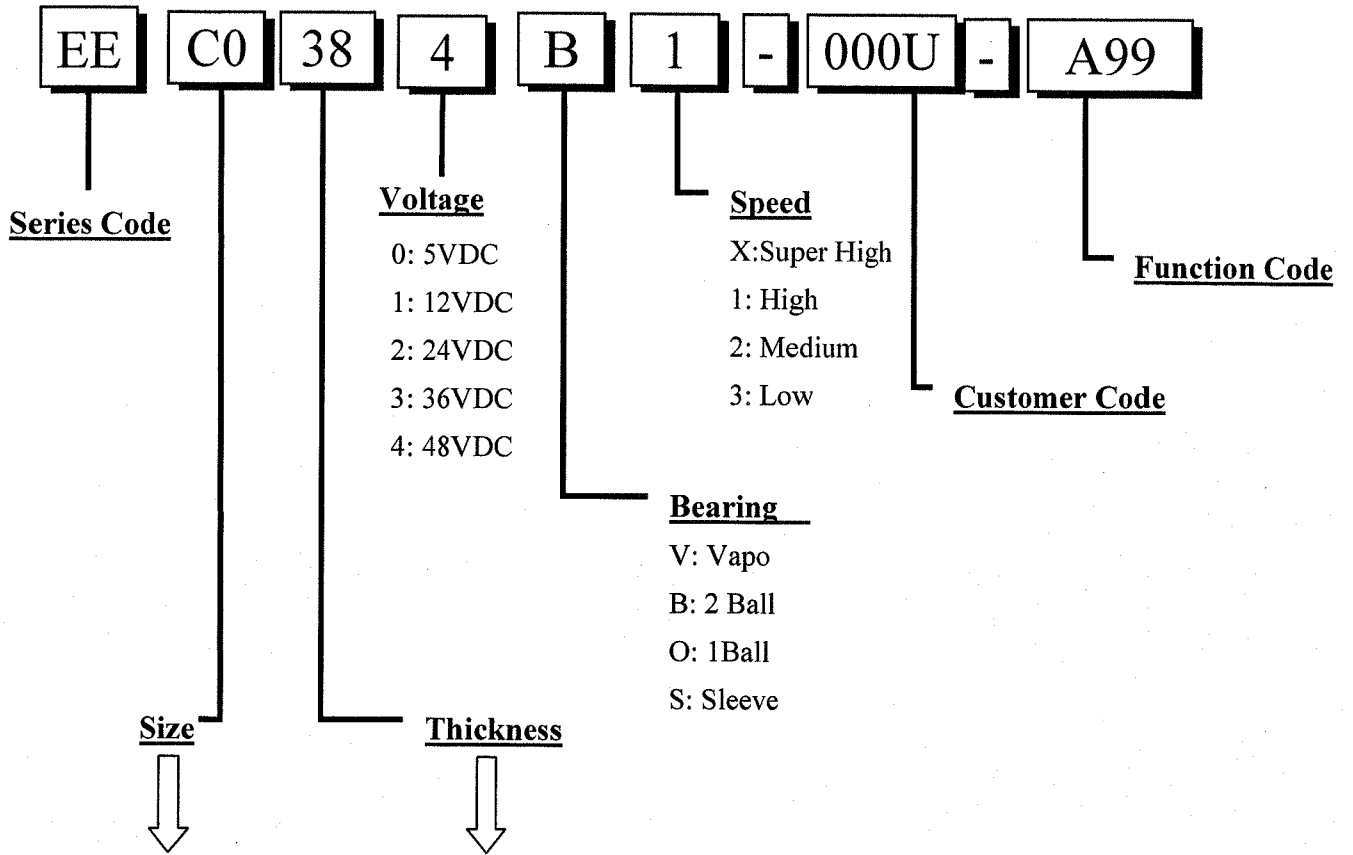 EE C0 38 4 B 1 - 000U - A99
Series Code
Voltage
0: 5VDC
1: 12VDC
2: 24VDC
3: 36VDC
4: 48VDC
Speed
X:Super High
1: High
2: Medium
3: Low
Function Code
Customer Code
Bearing
V: Vapo
B: 2 Ball
O: 1Ball
S: Sleeve
Size
Thickness